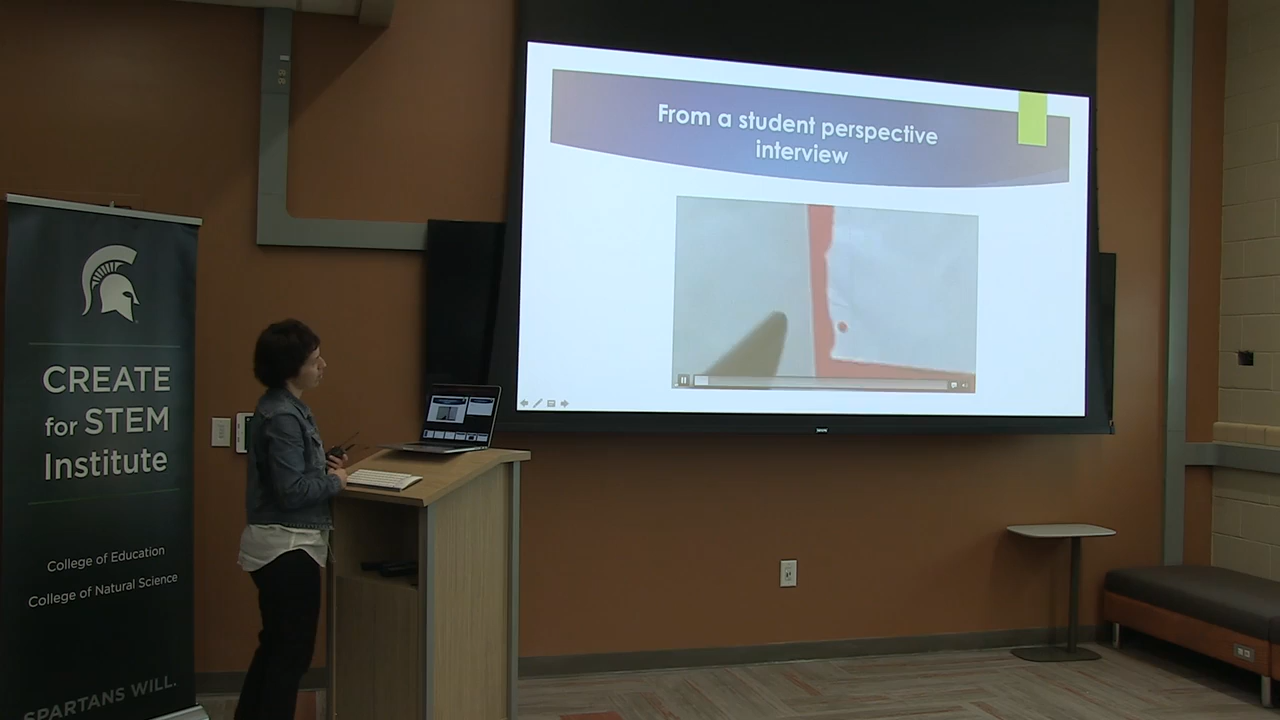 From a student perspective
interview
CREATE
for STEM
Institute
College of Education
College of Natural Science
SPARTANS WILL.